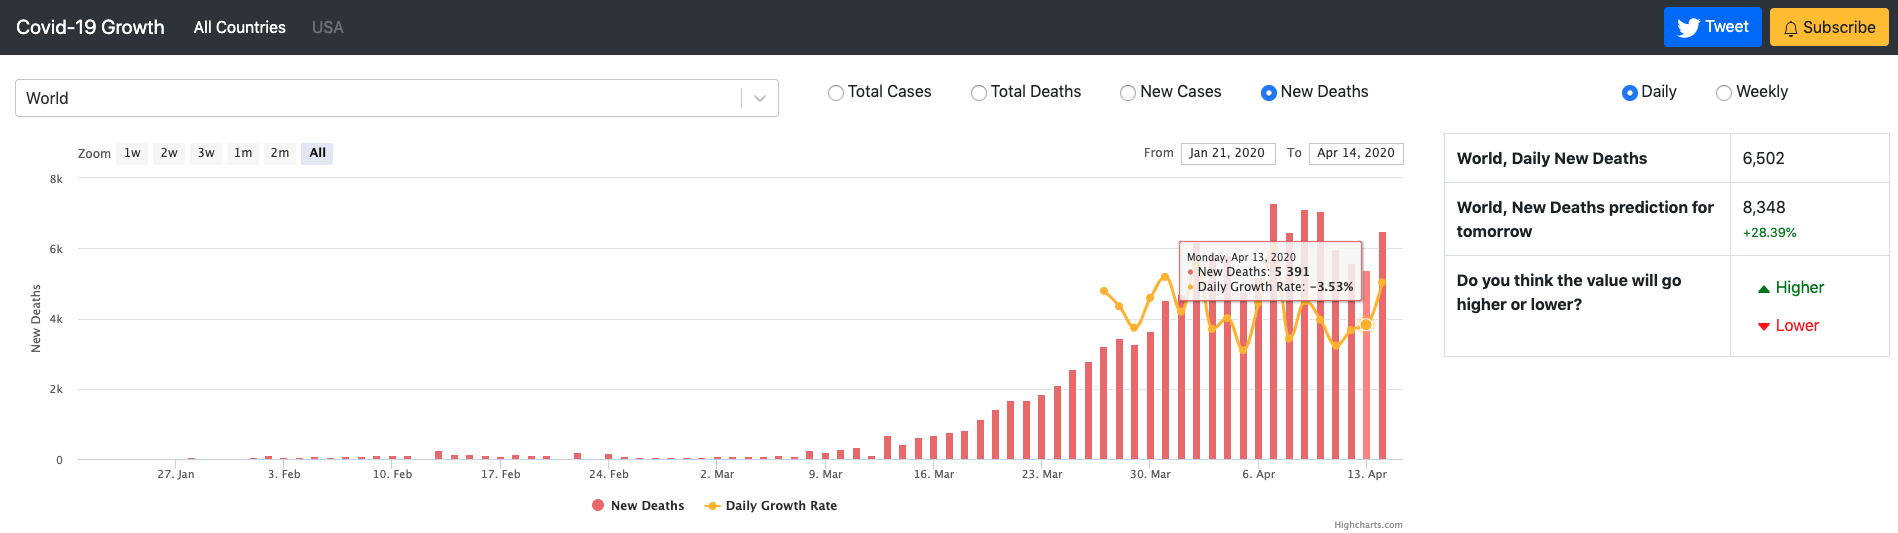 Covid-19 Growth All Countries USA Tweet Subscribe
World
Total Cases Total Deaths New Cases New Deaths Daily Weekly
Zoom 1w 2w 3w 1m 2m All From Jan 21, 2020 To Apr 14, 2020
8k
6k
4k
2k
0
New Deaths
Monday, Apr 13, 2020
New Deaths: 5 391
Daily Growth Rate: −3.53%
27. Jan 3. Feb 10. Feb 17. Feb 24. Feb 2. Mar 9. Mar 16. Mar 23. Mar 30. Mar 6. Apr 13. Apr
New Deaths Daily Growth Rate
Highcharts.com
World, Daily New Deaths 6,502
World, New Deaths prediction for 8,348
tomorrow +28.39%
Do you think the value will go Higher
higher or lower?
Lower